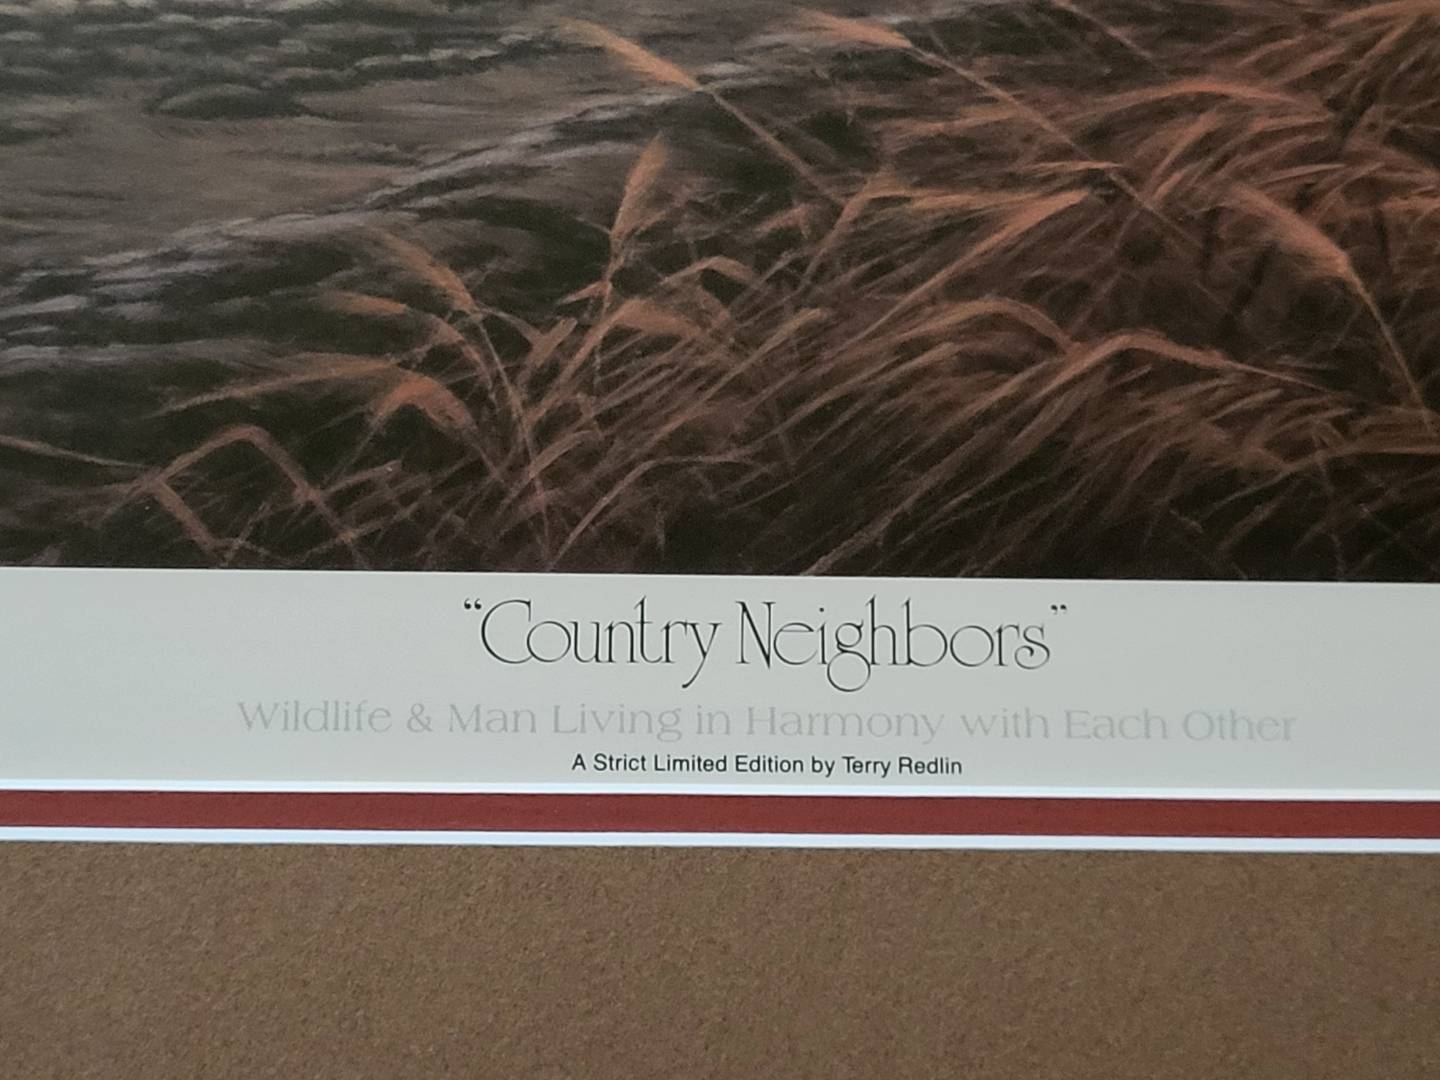 “Country Neighbors”
Wildlife & Man Living in Harmony with Each Other
A Strict Limited Edition by Terry Redlin